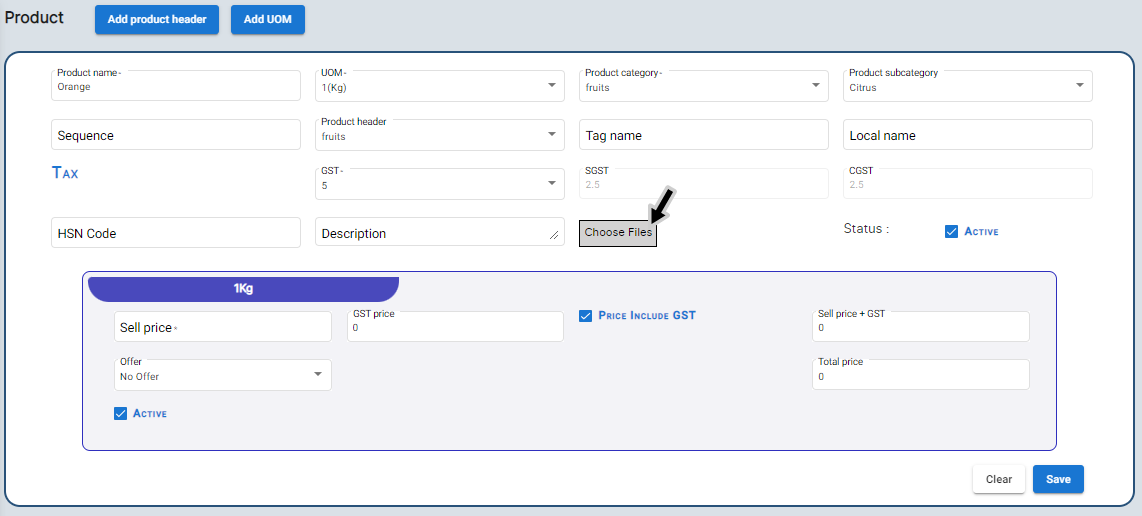 Product
Add product header
Add UOM
Product name-
Orange
UOM-
1(Kg)
Product category-
fruits
Product subcategory
Citrus
Sequence
Product header
fruits
Tag name
Local name
Tax
GST-
5
SGST
2.5
CGST
2.5
HSN Code
Description
Choose Files
Status :
Active
1Kg
Sell price*
GST price
0
Price Include GST
Sell price + GST
0
Offer
No Offer
Total price
0
Active
Clear
Save